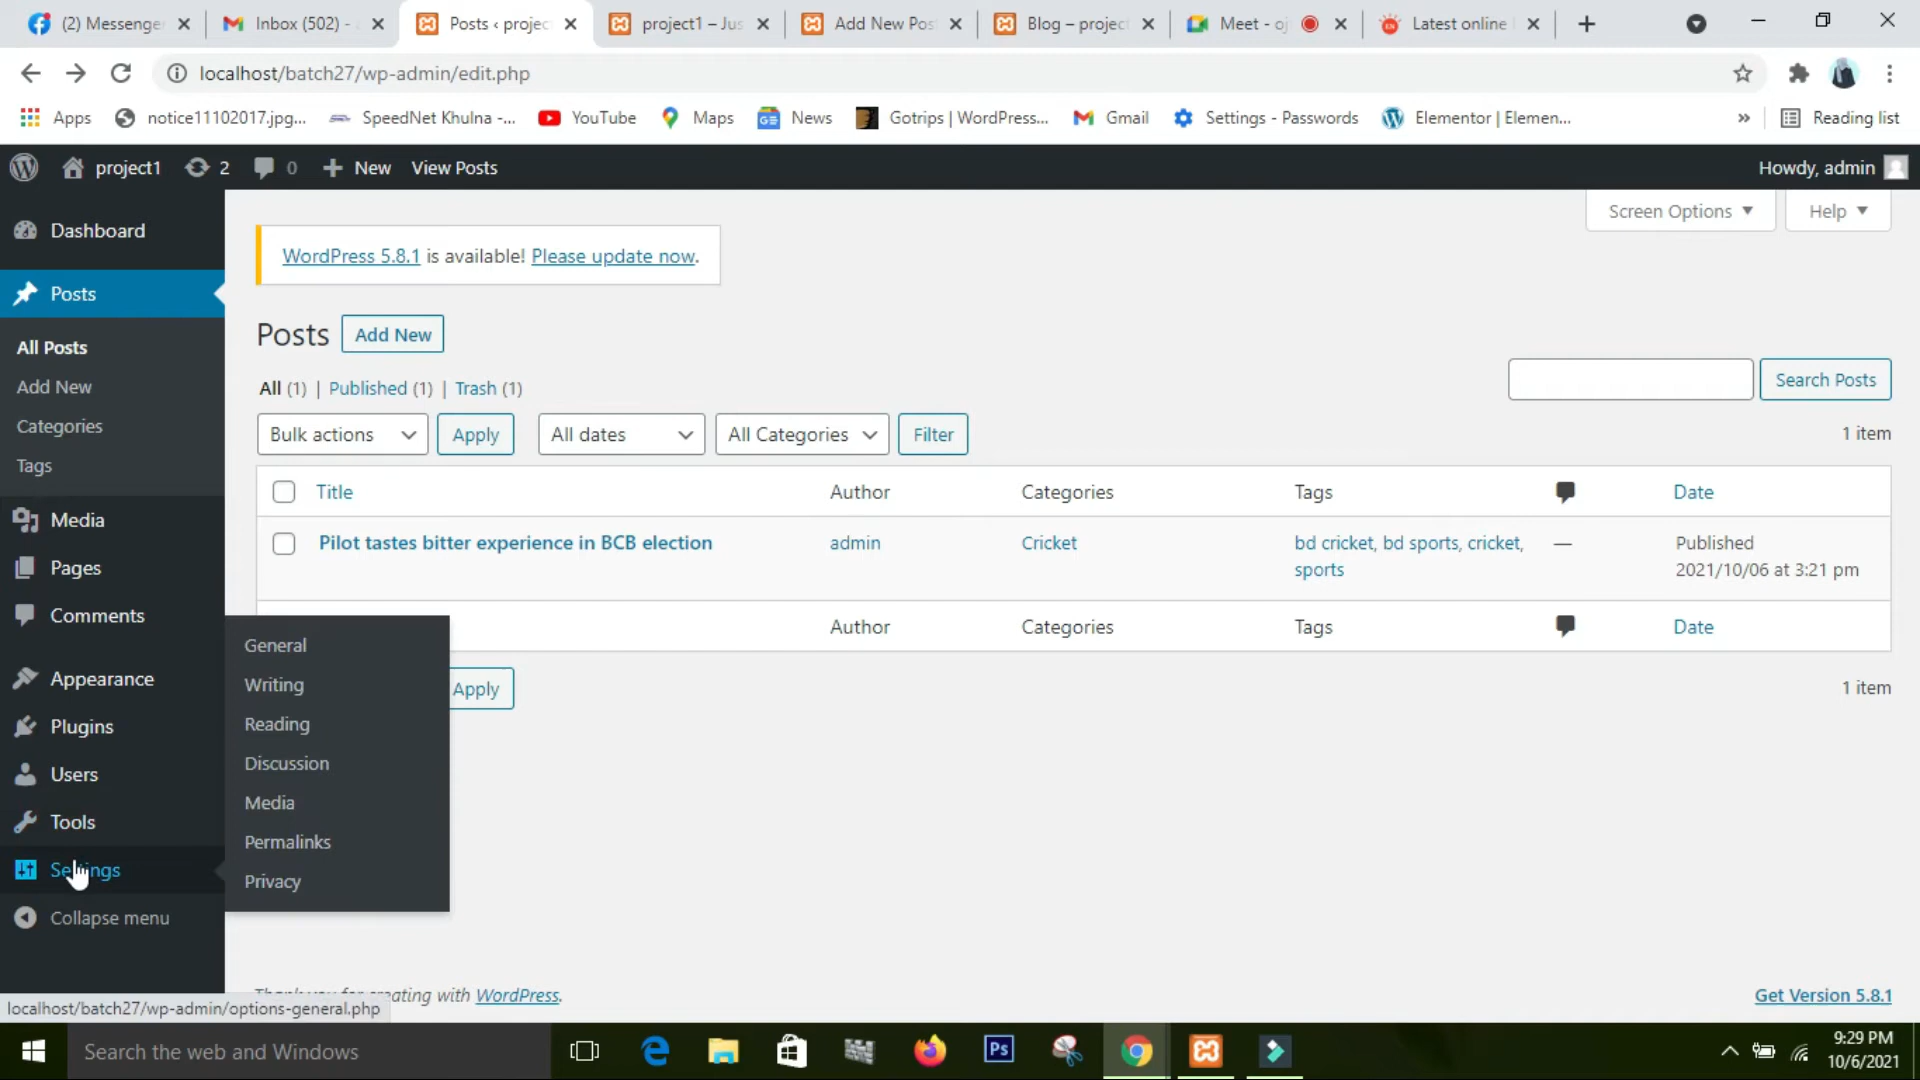 (2) Messenge
Inbox (502) -
Posts ‹ projec
project1 – Jus
Add New Pos
Blog – projec
Meet - oj
Latest online
localhost/batch27/wp-admin/edit.php
Apps
notice11102017.jpg...
SpeedNet Khulna -...
YouTube
Maps
News
Gotrips | WordPress...
Gmail
Settings - Passwords
Elementor | Elemen...
»
Reading list
project1
2
0
New
View Posts
Howdy, admin
Dashboard
Posts
All Posts
Add New
Categories
Tags
Media
Pages
Comments
Appearance
Plugins
Users
Tools
Settings
Collapse menu
General
Writing
Reading
Discussion
Media
Permalinks
Privacy
Screen Options
Help
WordPress 5.8.1 is available! Please update now.
Posts
Add New
All (1) | Published (1) | Trash (1)
Search Posts
Bulk actions
Apply
All dates
All Categories
Filter
1 item
Title Author Categories Tags Date
Pilot tastes bitter experience in BCB election admin Cricket bd cricket, bd sports, cricket, — Published
sports 2021/10/06 at 3:21 pm
Author Categories Tags Date
Apply
1 item
creating with WordPress.
Get Version 5.8.1
localhost/batch27/wp-admin/options-general.php
Search the web and Windows
Ps
9:29 PM
10/6/2021